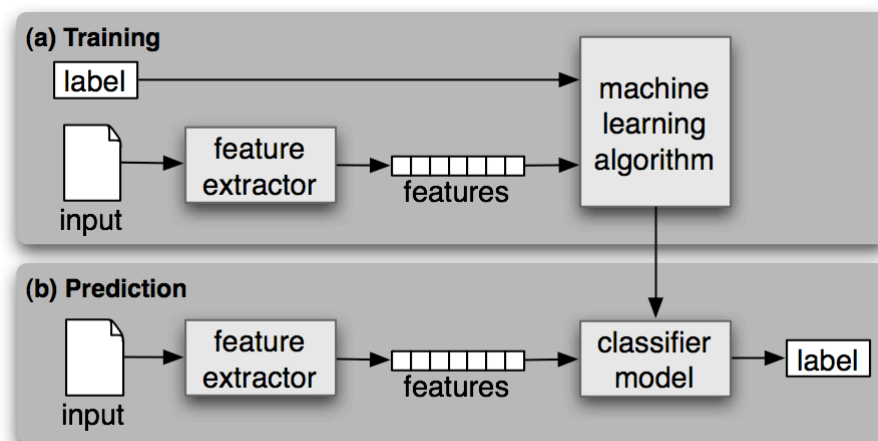 (a) Training
label
machine
learning
algorithm
feature
extractor
features
input
(b) Prediction
feature
extractor
features
classifier
model
label
input